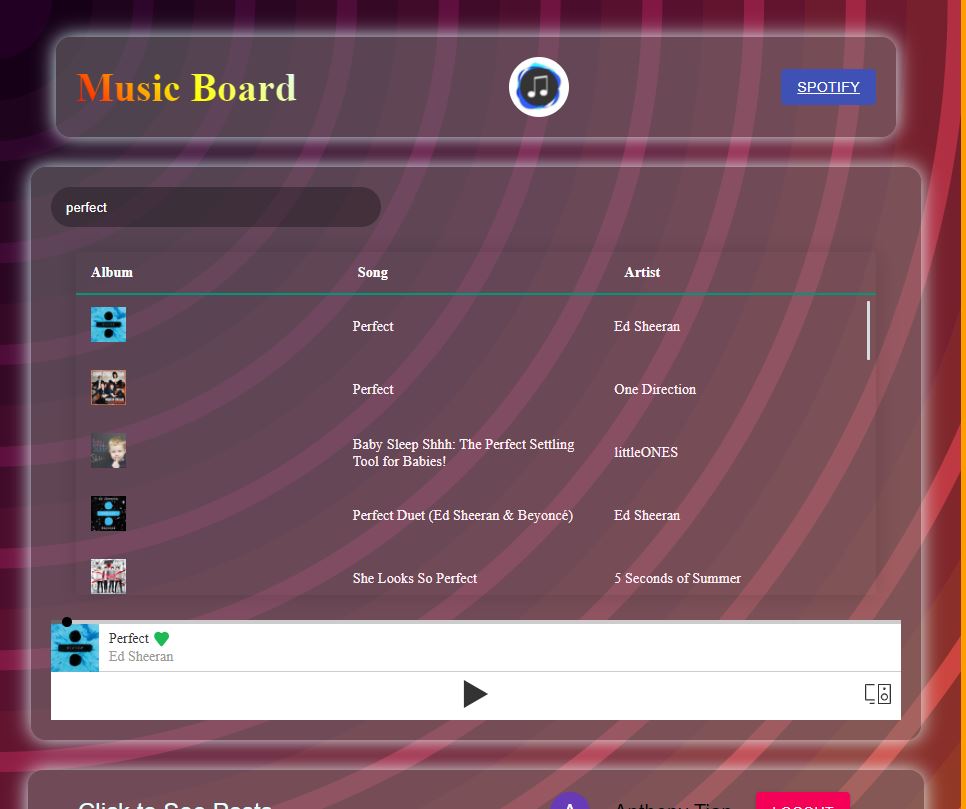 Music Board
SPOTIFY
perfect
Album Song Artist
Perfect Ed Sheeran
Perfect One Direction
Baby Sleep Shhh: The Perfect Settling
Tool for Babies!
littleONES
Perfect Duet (Ed Sheeran & Beyoncé) Ed Sheeran
She Looks So Perfect 5 Seconds of Summer
Perfect
Ed Sheeran
Click to See Posts A Anthony Tian LOGOUT